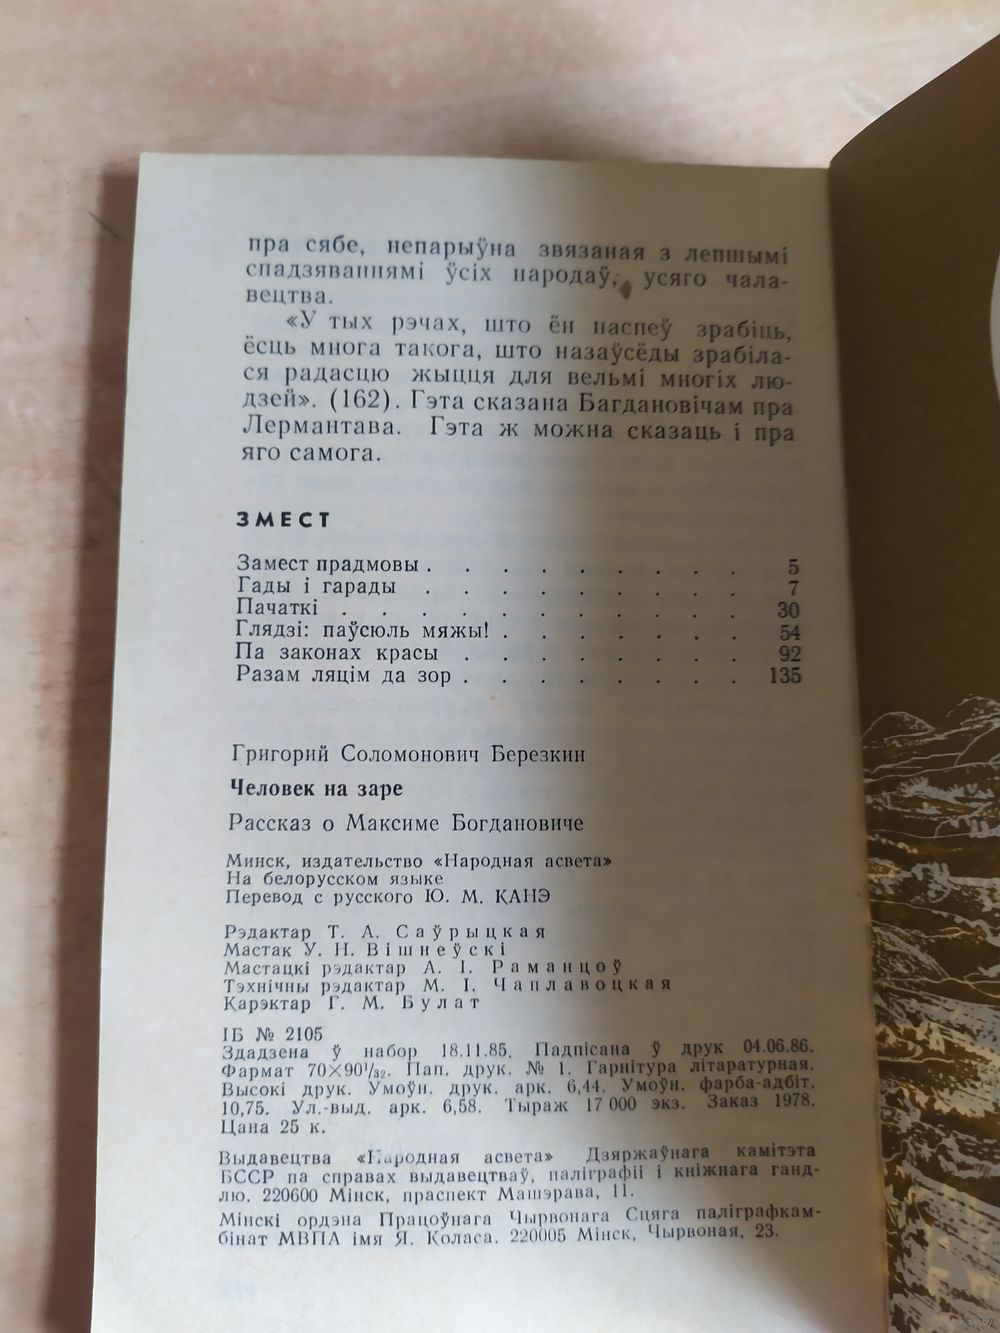 пра сябе, непарыўна звязаная з лепшымі
спадзяваннямі ўсіх народаў, усяго чала-
вецтва.
«У тых рэчах, што ён наспеў зрабіць,
ёсць многа такога, што назаўсёды зрабіла-
ся радасцю жыцця для вельмі многіх лю-
дзей». (162). Гэта сказана Багдановічам пра
Лермантава. Гэта ж можна сказаць і пра
яго самога.
ЗМЕСТ
Замест прадмовы . . . . . . . . . 5
Гады і гарады . . . . . . . . . 7
Пачаткі . . . . . . . . . . . 30
Глядзі: паўсюль мяжы! . . . . . . . 54
Па законах красы . . . . . . . . 92
Разам ляцім да зор . . . . . . . . 135
Григорий Соломонович Березкин
Человек на заре
Рассказ о Максиме Богдановиче
Минск, издательство «Народная асвета»
На белорусском языке
Перевод с русского Ю. М. КАНЭ
Рэдактар Т. А. Саўрыцкая
Мастак У. Н. Вішнеўскі
Мастацкі рэдактар А. І. Раманцоў
Тэхнічны рэдактар М. І. Чаплавоцкая
Карэктар Г. М. Булат
ІБ № 2105
Здадзена ў набор 18.11.85. Падпісана ў друк 04.06.86.
Фармат 70×90¹/₃₂. Пап. друк. № 1. Гарнітура літаратурная.
Высокі друк. Умоўн. друк. арк. 6,44. Умоўн. фарба-адбіт.
10,75. Ул.-выд. арк. 6,58. Тыраж 17 000 экз. Заказ 1978.
Цана 25 к.
Выдавецтва «Народная асвета» Дзяржаўнага камітэта
БССР па справах выдавецтваў, паліграфіі і кніжнага ганд-
лю. 220600 Мінск, праспект Машэрава, 11.
Мінскі ордэна Працоўнага Чырвонага Сцяга паліграфкам-
бінат МВПА імя Я. Коласа. 220005 Мінск, Чырвоная, 23.